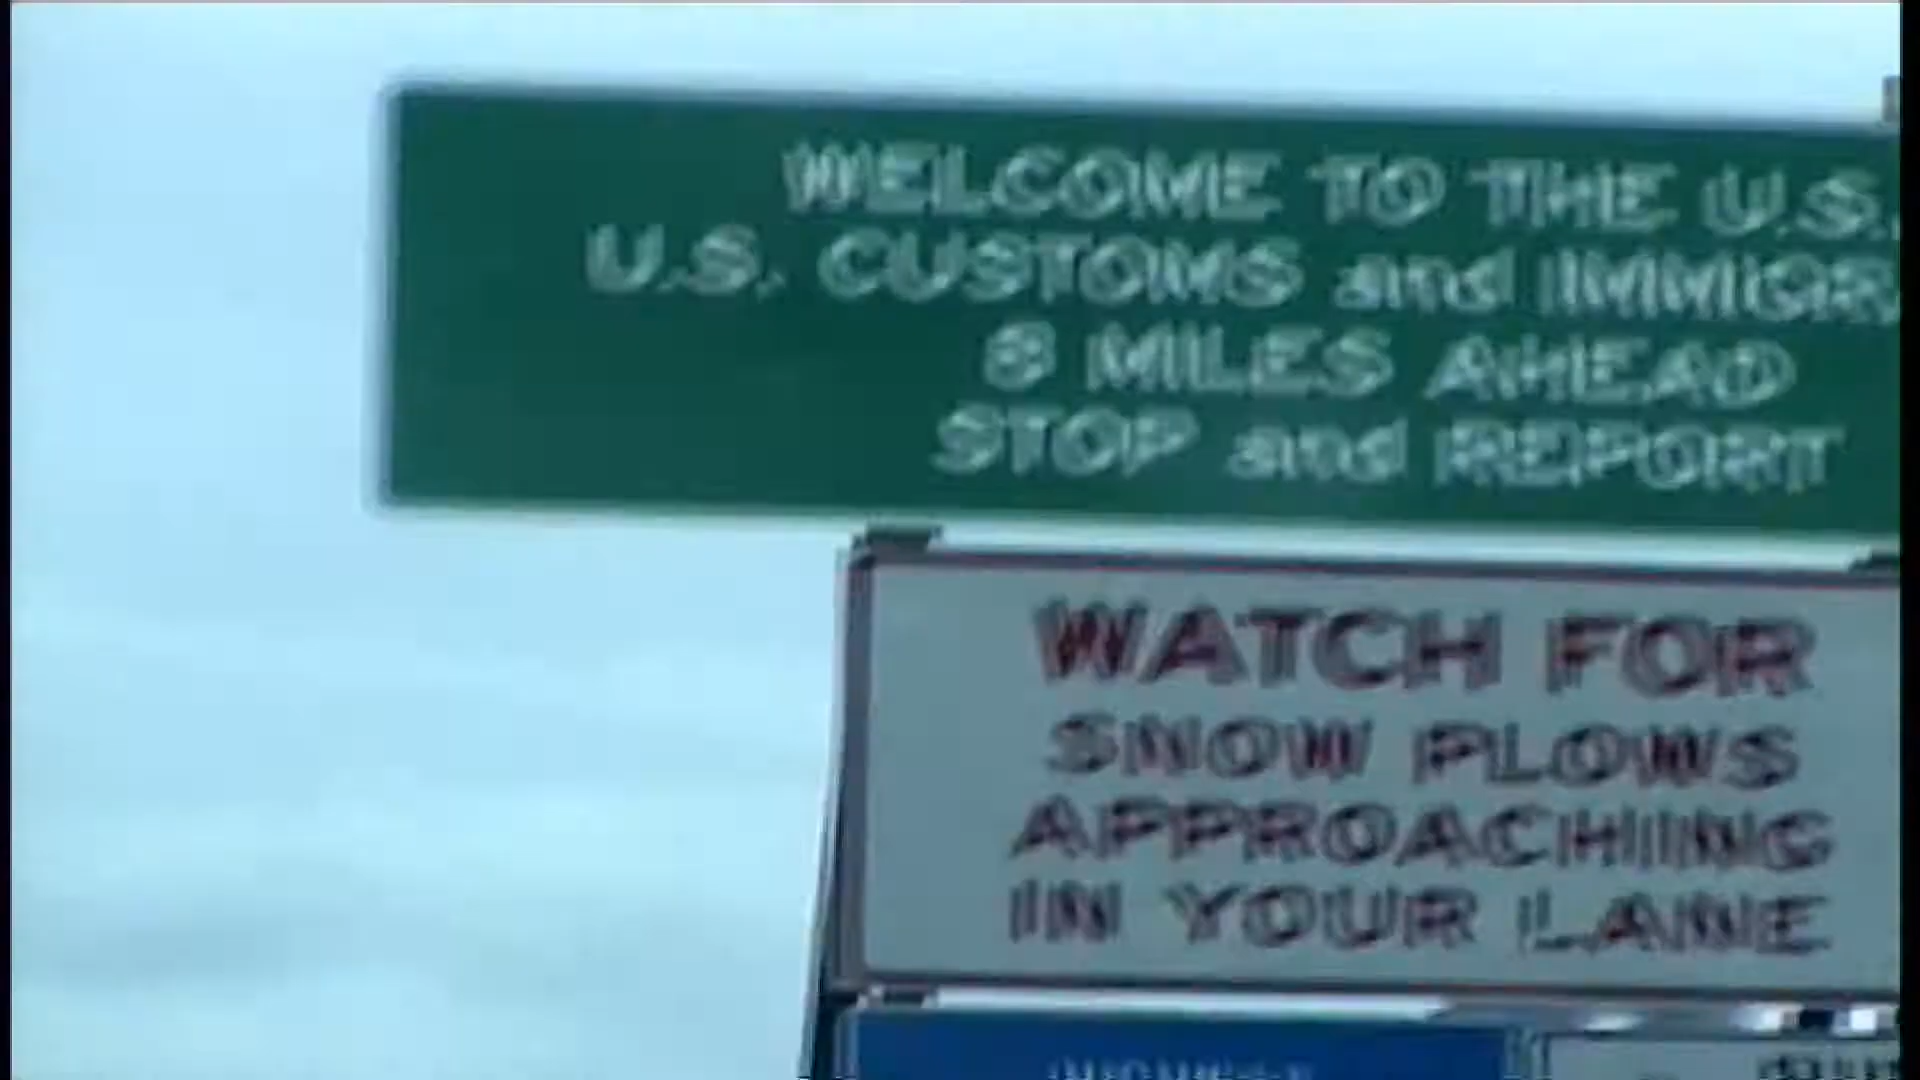 WELCOME TO THE U.S.
U.S. CUSTOMS and IMMIGR
8 MILES AHEAD
STOP and REPORT
WATCH FOR
SNOW PLOWS
APPROACHING
IN YOUR LANE